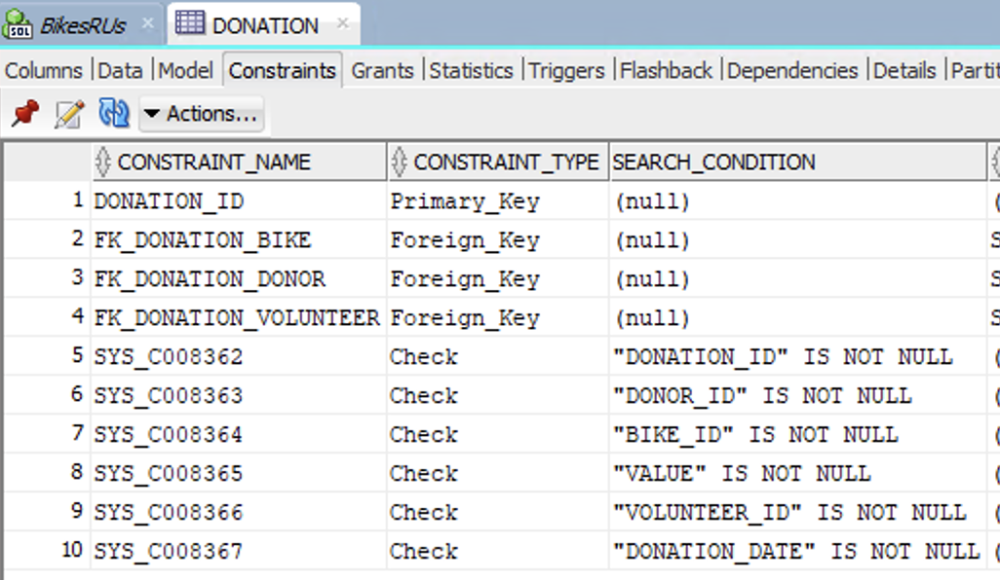 BikesRUs DONATION
Columns Data Model Constraints Grants Statistics Triggers Flashback Dependencies Details Partit
Actions...
CONSTRAINT_NAME CONSTRAINT_TYPE SEARCH_CONDITION
1 DONATION_ID Primary_Key (null)
2 FK_DONATION_BIKE Foreign_Key (null)
3 FK_DONATION_DONOR Foreign_Key (null)
4 FK_DONATION_VOLUNTEER Foreign_Key (null)
5 SYS_C008362 Check "DONATION_ID" IS NOT NULL
6 SYS_C008363 Check "DONOR_ID" IS NOT NULL
7 SYS_C008364 Check "BIKE_ID" IS NOT NULL
8 SYS_C008365 Check "VALUE" IS NOT NULL
9 SYS_C008366 Check "VOLUNTEER_ID" IS NOT NULL
10 SYS_C008367 Check "DONATION_DATE" IS NOT NULL